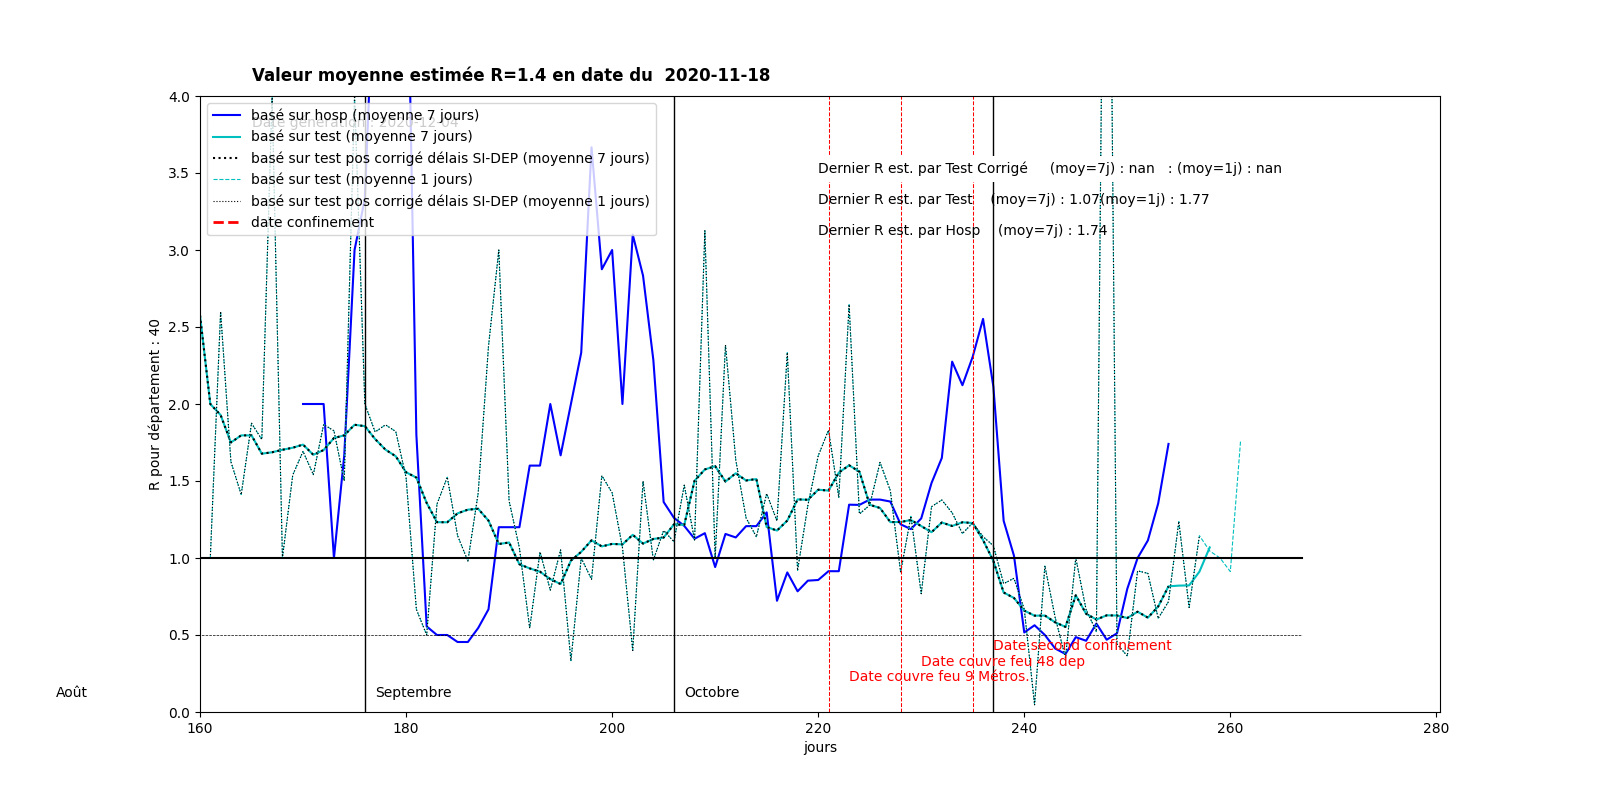 Valeur moyenne estimée R=1.4 en date du  2020-11-18
4.0
3.5
3.0
2.5
2.0
1.5
1.0
0.5
0.0
R pour département : 40
basé sur hosp (moyenne 7 jours)
basé sur test (moyenne 7 jours)
basé sur test pos corrigé délais SI-DEP (moyenne 7 jours)
basé sur test (moyenne 1 jours)
basé sur test pos corrigé délais SI-DEP (moyenne 1 jours)
date confinement
Dernier R est. par Test Corrigé (moy=7j) : nan : (moy=1j) : nan
Dernier R est. par Test (moy=7j) : 1.07(moy=1j) : 1.77
Dernier R est. par Hosp (moy=7j) : 1.74
Date second confinement
Date couvre feu 48 dep
Date couvre feu 9 Métros.
Août
Septembre
Octobre
160
180
200
220
240
260
280
jours